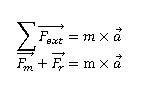 ∑ F⃗ₑₓₜ = m × a⃗
F⃗ₘ + F⃗ᵣ = m × a⃗